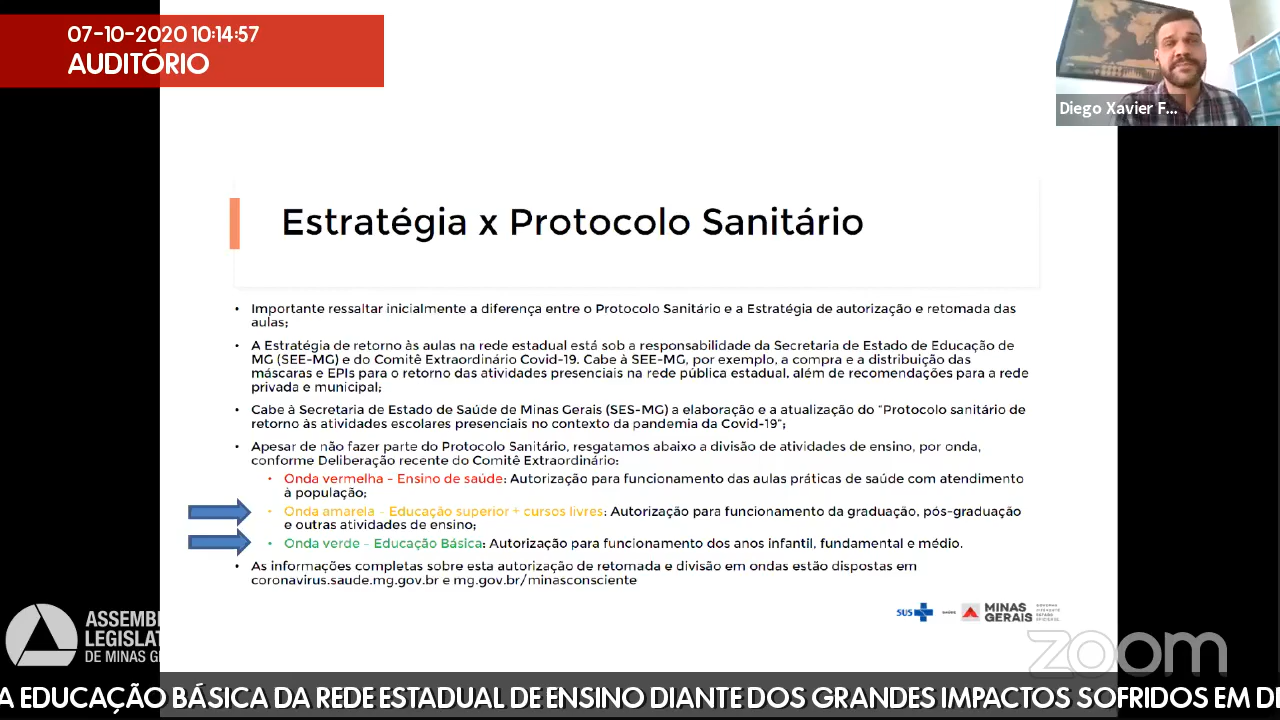 07-10-2020 10:14:57
AUDITÓRIO
Diego Xavier F...
Estratégia x Protocolo Sanitário
• Importante ressaltar inicialmente a diferença entre o Protocolo Sanitário e a Estratégia de autorização e retomada das
aulas;
• A Estratégia de retorno às aulas na rede estadual está sob a responsabilidade da Secretaria de Estado de Educação de
MG (SEE-MG) e do Comitê Extraordinário Covid-19. Cabe à SEE-MG, por exemplo, a compra e a distribuição das
máscaras e EPIs para o retorno das atividades presenciais na rede pública estadual, além de recomendações para a rede
privada e municipal;
• Cabe à Secretaria de Estado de Saúde de Minas Gerais (SES-MG) a elaboração e a atualização do "Protocolo sanitário de
retorno às atividades escolares presenciais no contexto da pandemia da Covid-19";
• Apesar de não fazer parte do Protocolo Sanitário, resgatamos abaixo a divisão de atividades de ensino, por onda,
conforme Deliberação recente do Comitê Extraordinário:
• Onda vermelha - Ensino de saúde: Autorização para funcionamento das aulas práticas de saúde com atendimento
à população;
• Onda amarela - Educação superior + cursos livres: Autorização para funcionamento da graduação, pós-graduação
e outras atividades de ensino;
• Onda verde - Educação Básica: Autorização para funcionamento dos anos infantil, fundamental e médio.
• As informações completas sobre esta autorização de retomada e divisão em ondas estão dispostas em
coronavirus.saude.mg.gov.br e mg.gov.br/minasconsciente
SUS
SAÚDE
MINAS
GERAIS
ASSEMB
LEGISLAT
DE MINAS G
zoom
A EDUCAÇÃO BÁSICA DA REDE ESTADUAL DE ENSINO DIANTE DOS GRANDES IMPACTOS SOFRIDOS EM D